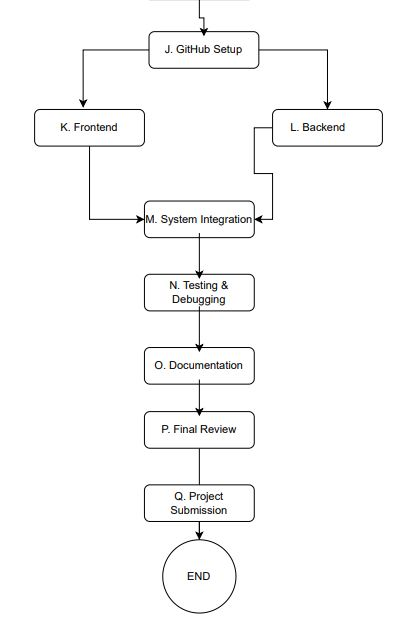 J. GitHub Setup
K. Frontend
L. Backend
M. System Integration
N. Testing &
Debugging
O. Documentation
P. Final Review
Q. Project
Submission
END